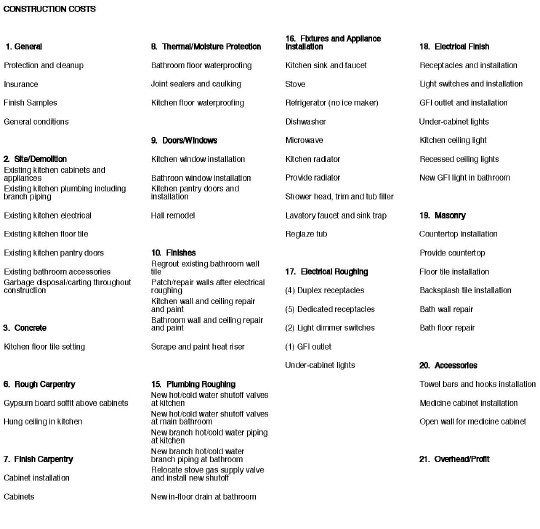 CONSTRUCTION COSTS
1. General
Protection and cleanup
Insurance
Finish Samples
General conditions
2. Site/Demolition
Existing kitchen cabinets and
appliances
Existing kitchen plumbing including
branch piping
Existing kitchen electrical
Existing kitchen floor tile
Existing kitchen pantry doors
Existing bathroom accessories
Garbage disposal/carting throughout
construction
3. Concrete
Kitchen floor tile setting
6. Rough Carpentry
Gypsum board soffit above cabinets
Hung ceiling in kitchen
7. Finish Carpentry
Cabinet installation
Cabinets
8. Thermal/Moisture Protection
Bathroom floor waterproofing
Joint sealers and caulking
Kitchen floor waterproofing
9. Doors/Windows
Kitchen window installation
Bathroon window installation
Kitchen pantry doors and
installation
Hall remodel
10. Finishes
Regrout existing bathroom wall
tile
Patch/repair walls after electrical
roughing
Kitchen wall and ceiling repair
and paint
Bathroom wall and ceiling repair
and paint
Scrape and paint heat riser
15. Plumbing Roughing
New hot/cold water shutoff valves
at kitchen
New hot/cold water shutoff valves
at main bathroom
New branch hot/cold water piping
at kitchen
New branch hot/cold water
branch piping at bathroom
Relocate stove gas supply valve
and install new shutoff
New in-floor drain at bathroom
16. Fixtures and Appliance
Installation
Kitchen sink and faucet
Stove
Refrigerator (no ice maker)
Dishwasher
Microwave
Kitchen radiator
Provide radiator
Shower head, trim and tub filler
Lavatory faucet and sink trap
Reglaze tub
17. Electrical Roughing
(4) Duplex receptacles
(5) Dedicated receptacles
(2) Light dimmer switches
(1) GFI outlet
Under-cabinet lights
18. Electrical Finish
Receptacles and installation
Light switches and installation
GFI outlet and installation
Under-cabinet lights
Kitchen ceiling light
Recessed ceiling lights
New GFI light in bathroom
19. Masonry
Countertop installation
Provide countertop
Floor tile installation
Backsplash tile installation
Bath wall repair
Bath floor repair
20. Accessories
Towel bars and hooks installation
Medicine cabinet installation
Open wall for medicine cabinet
21. Overhead/Profit